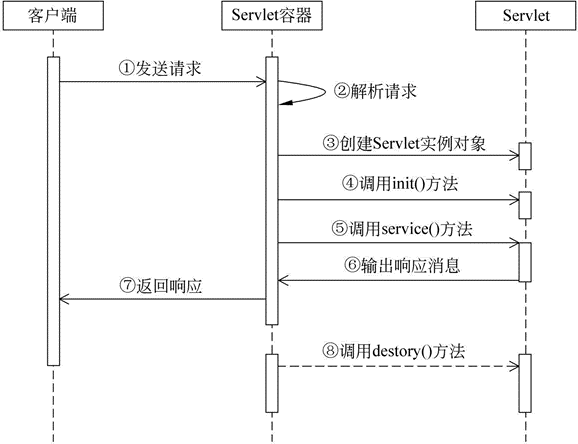 客户端
Servlet容器
Servlet
①发送请求
②解析请求
③创建Servlet实例对象
④调用init()方法
⑤调用service()方法
⑥输出响应消息
⑦返回响应
⑧调用destory()方法